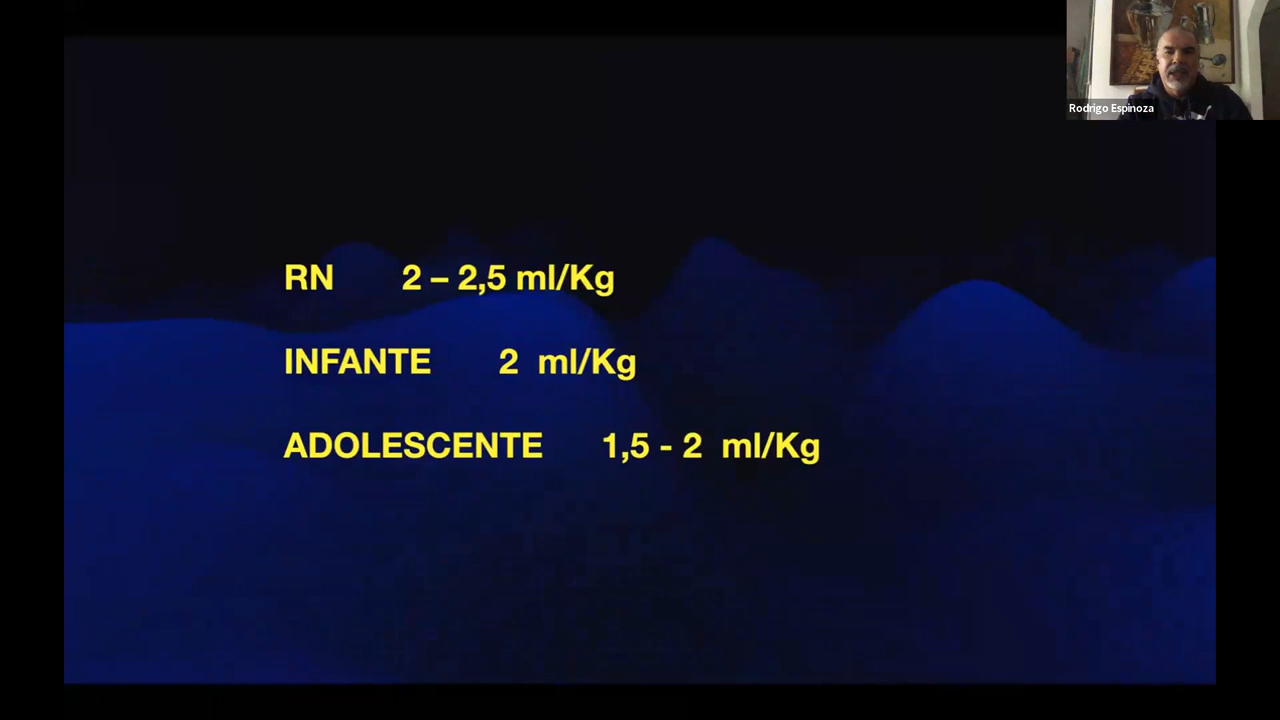 Rodrigo Espinoza
RN 2 – 2,5 ml/Kg
INFANTE 2 ml/Kg
ADOLESCENTE 1,5 - 2 ml/Kg